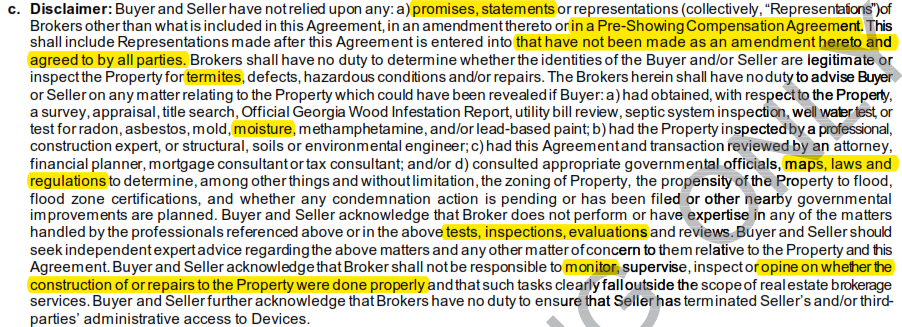 c. Disclaimer: Buyer and Seller have not relied upon any: a) promises, statements or representations (collectively, “Representations”) of
Brokers other than what is included in this Agreement, in an amendment thereto or in a Pre-Showing Compensation Agreement. This
shall include Representations made after this Agreement is entered into that have not been made as an amendment hereto and
agreed to by all parties. Brokers shall have no duty to determine whether the identities of the Buyer and/or Seller are legitimate or
inspect the Property for termites, defects, hazardous conditions and/or repairs. The Brokers herein shall have no duty to advise Buyer
or Seller on any matter relating to the Property which could have been revealed if Buyer: a) had obtained, with respect to the Property,
a survey, appraisal, title search, Official Georgia Wood Infestation Report, utility bill review, septic system inspection, well water test, or
test for radon, asbestos, mold, moisture, methamphetamine, and/or lead-based paint; b) had the Property inspected by a professional,
construction expert, or structural, soils or environmental engineer; c) had this Agreement and transaction reviewed by an attorney,
financial planner, mortgage consultant or tax consultant; and/or d) consulted appropriate governmental officials, maps, laws and
regulations to determine, among other things and without limitation, the zoning of Property, the propensity of the Property to flood,
flood zone certifications, and whether any condemnation action is pending or has been filed or other nearby governmental
improvements are planned. Buyer and Seller acknowledge that Broker does not perform or have expertise in any of the matters
handled by the professionals referenced above or in the above tests, inspections, evaluations and reviews. Buyer and Seller should
seek independent expert advice regarding the above matters and any other matter of concern to them relative to the Property and this
Agreement. Buyer and Seller acknowledge that Broker shall not be responsible to monitor, supervise, inspect or opine on whether the
construction of or repairs to the Property were done properly and that such tasks clearly fall outside the scope of real estate brokerage
services. Buyer and Seller further acknowledge that Brokers have no duty to ensure that Seller has terminated Seller’s and/or third-
parties’ administrative access to Devices.